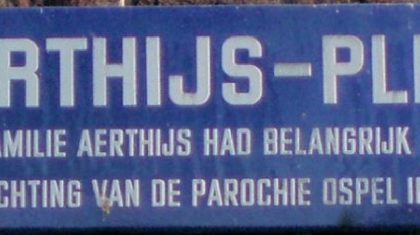 RTHIJS-PL
AMILIE AERTHIJS HAD BELANGRIJK
CHTING VAN DE PAROCHIE OSPEL I